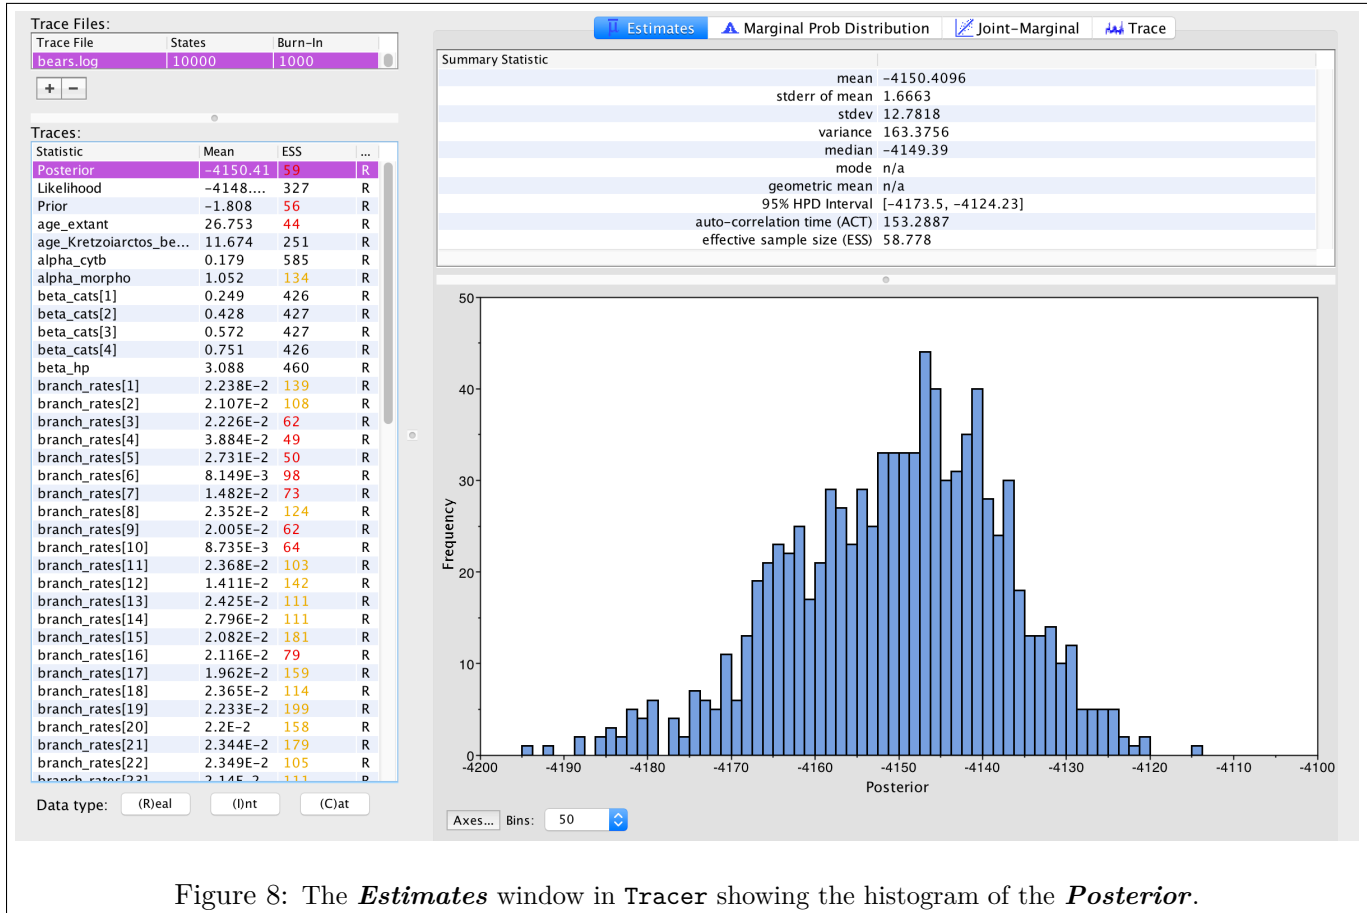 Trace Files:
Trace File States Burn-In
bears.log 10000 1000
+ −
Traces:
Statistic Mean ESS ...
Posterior −4150.41 59 R
Likelihood −4148.... 327 R
Prior −1.808 56 R
age_extant 26.753 44 R
age_Kretzoiarctos_be... 11.674 251 R
alpha_cytb 0.179 585 R
alpha_morpho 1.052 134 R
beta_cats[1] 0.249 426 R
beta_cats[2] 0.428 427 R
beta_cats[3] 0.572 427 R
beta_cats[4] 0.751 426 R
beta_hp 3.088 460 R
branch_rates[1] 2.238E−2 139 R
branch_rates[2] 2.107E−2 108 R
branch_rates[3] 2.226E−2 62 R
branch_rates[4] 3.884E−2 49 R
branch_rates[5] 2.731E−2 50 R
branch_rates[6] 8.149E−3 98 R
branch_rates[7] 1.482E−2 73 R
branch_rates[8] 2.352E−2 124 R
branch_rates[9] 2.005E−2 62 R
branch_rates[10] 8.735E−3 64 R
branch_rates[11] 2.368E−2 103 R
branch_rates[12] 1.411E−2 142 R
branch_rates[13] 2.425E−2 111 R
branch_rates[14] 2.796E−2 111 R
branch_rates[15] 2.082E−2 181 R
branch_rates[16] 2.116E−2 79 R
branch_rates[17] 1.962E−2 159 R
branch_rates[18] 2.365E−2 114 R
branch_rates[19] 2.233E−2 199 R
branch_rates[20] 2.2E−2 158 R
branch_rates[21] 2.344E−2 179 R
branch_rates[22] 2.349E−2 105 R
branch_rates[23] 2.14E−2 111 R
Data type: (R)eal (I)nt (C)at
Estimates Marginal Prob Distribution Joint-Marginal Trace
Summary Statistic
mean −4150.4096
stderr of mean 1.6663
stdev 12.7818
variance 163.3756
median −4149.39
mode n/a
geometric mean n/a
95% HPD Interval [−4173.5, −4124.23]
auto-correlation time (ACT) 153.2887
effective sample size (ESS) 58.778
50
40
30
20
10
0
Frequency
-4200 -4190 -4180 -4170 -4160 -4150 -4140 -4130 -4120 -4110 -4100
Posterior
Axes... Bins: 50
Figure 8: The Estimates window in Tracer showing the histogram of the Posterior.